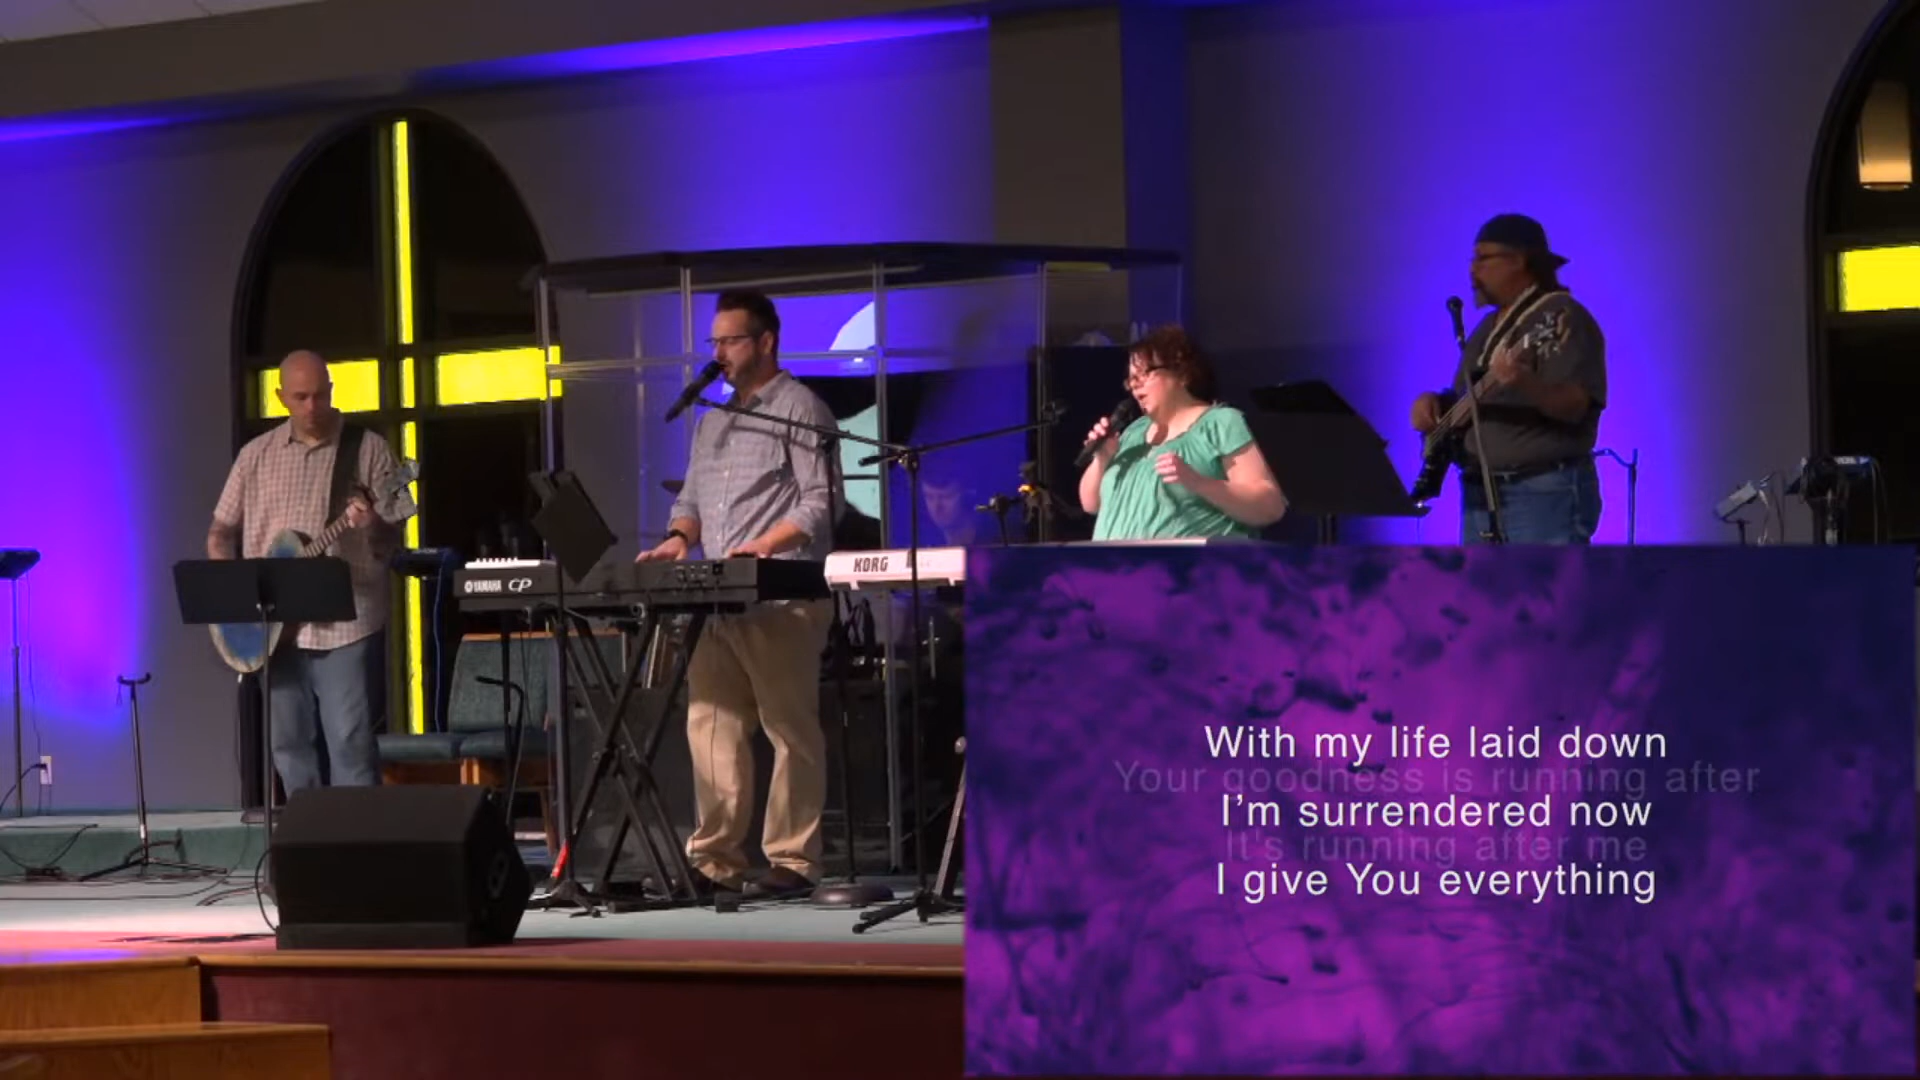 YAMAHA CP
KORG
With my life laid down
Your goodness is running after
I'm surrendered now
It's running after me
I give You everything